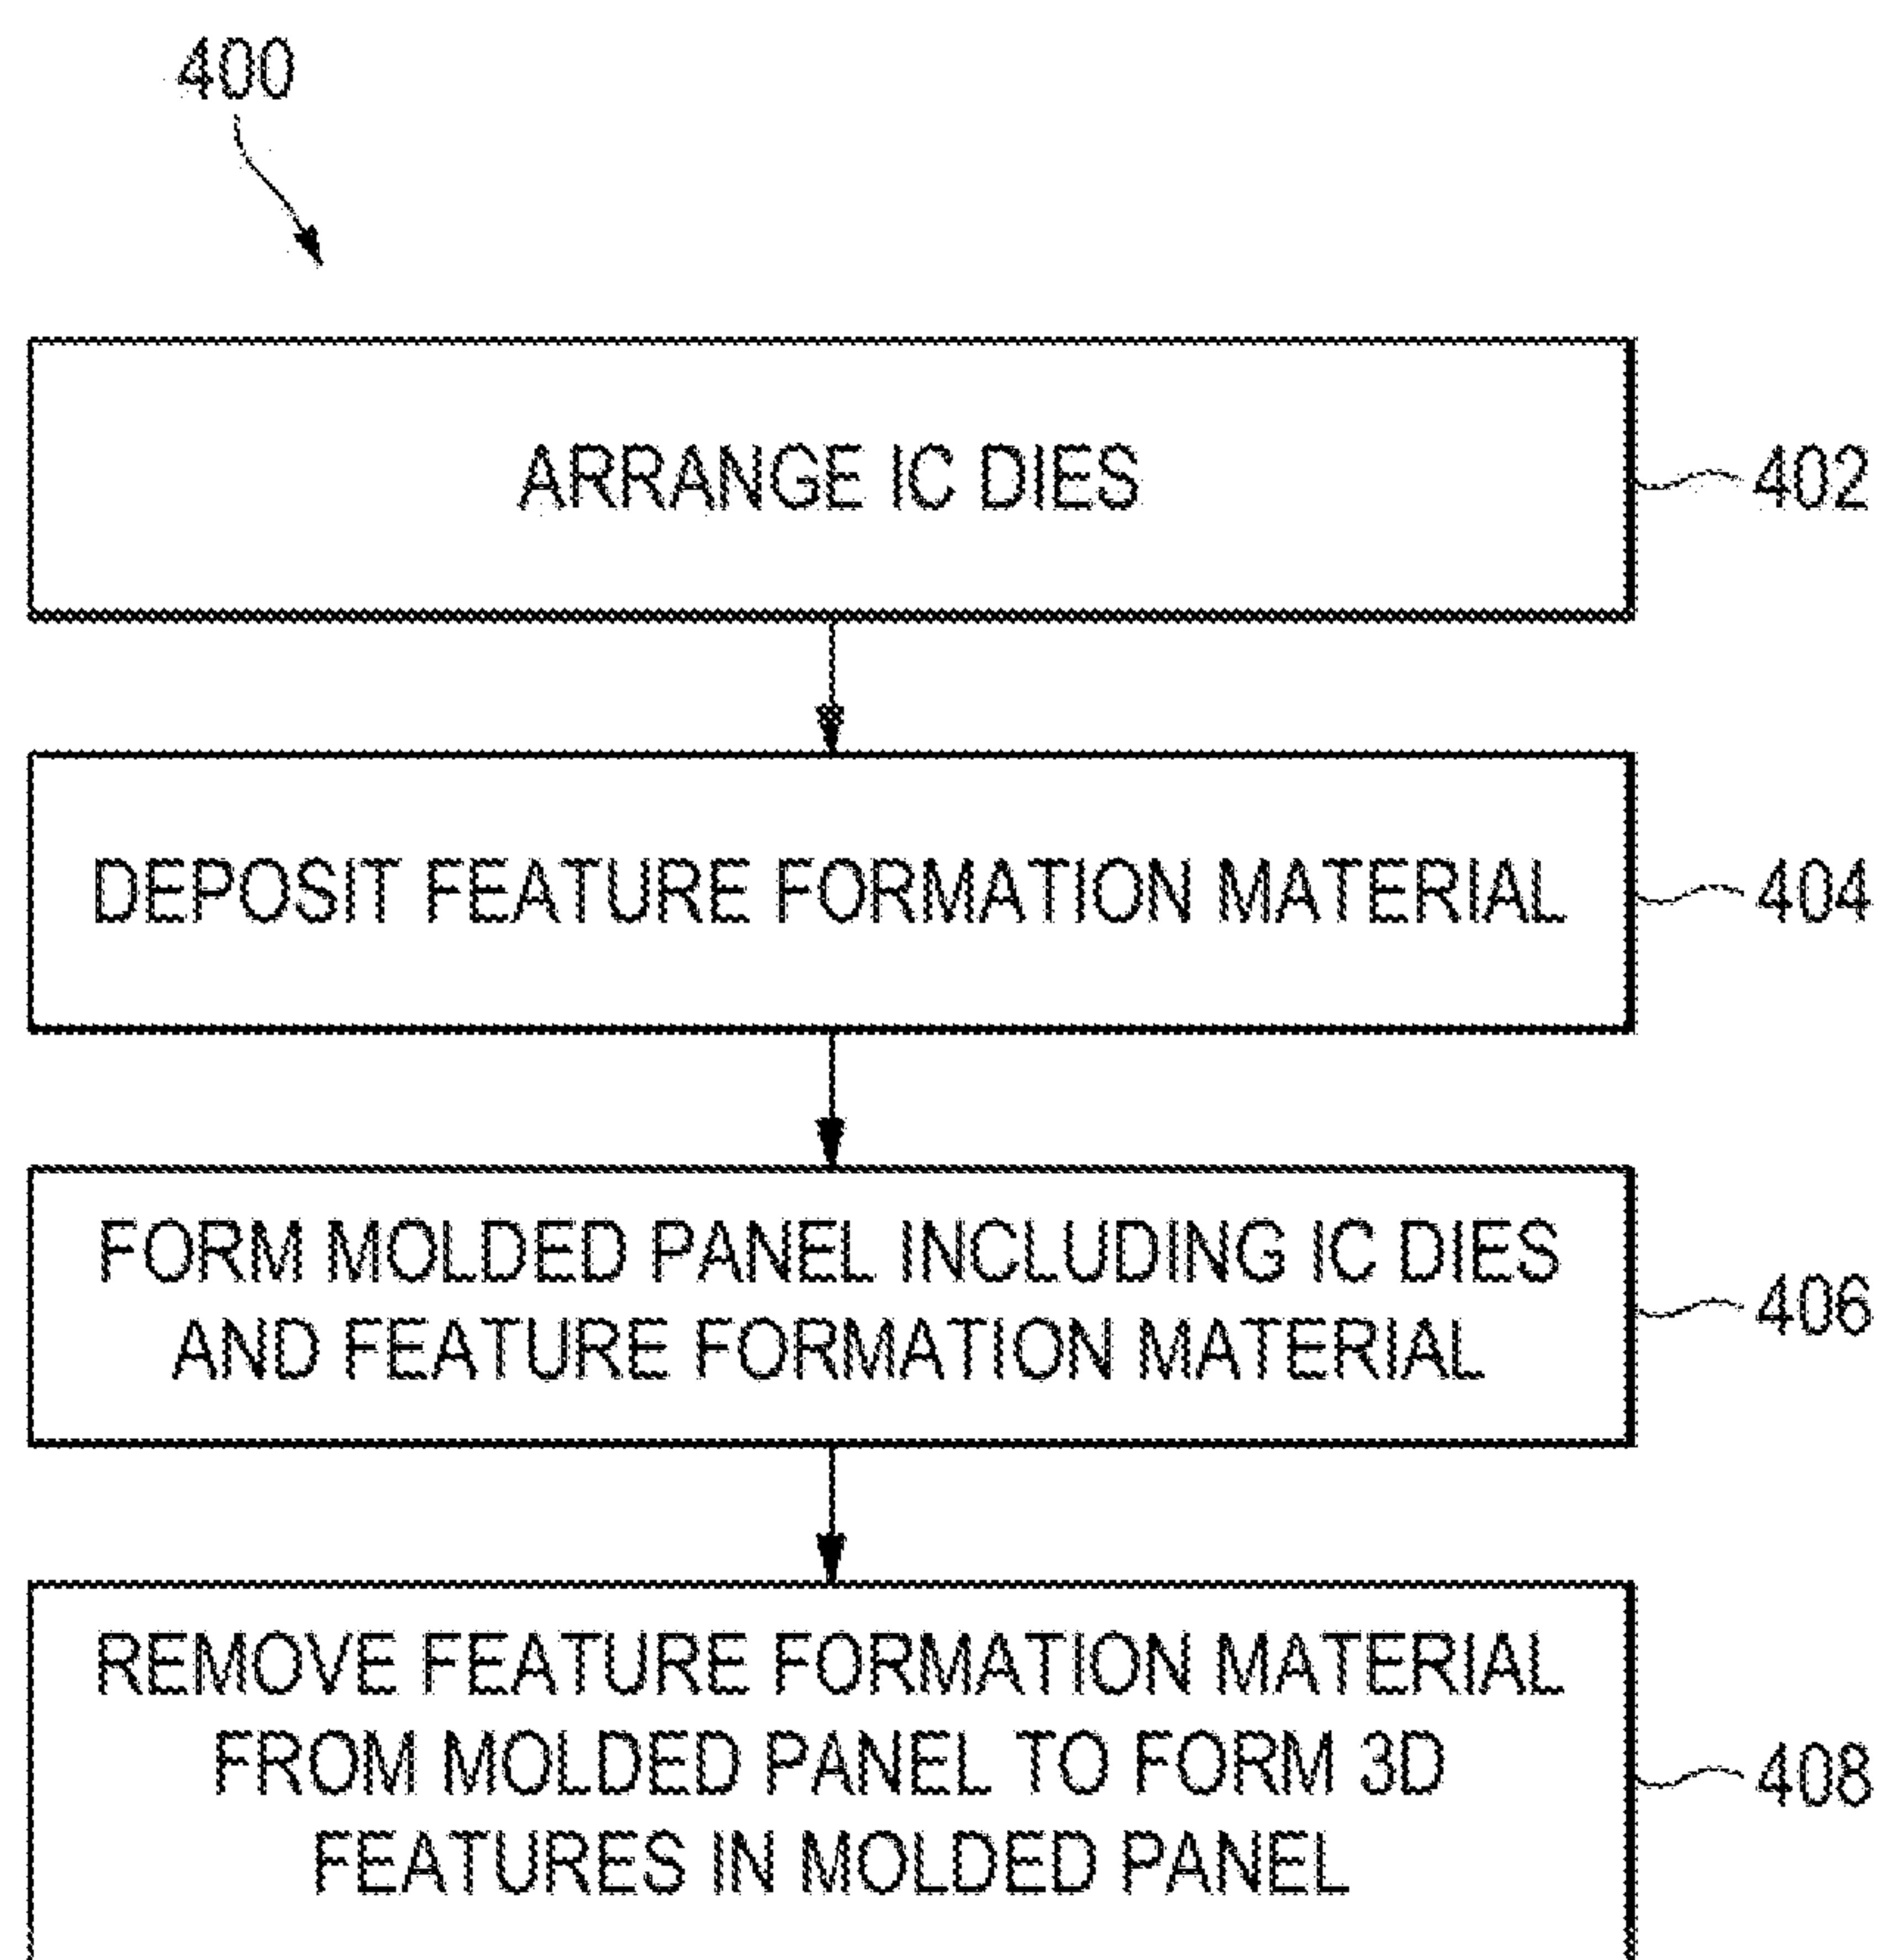 400
ARRANGE IC DIES
402
DEPOSIT FEATURE FORMATION MATERIAL
404
FORM MOLDED PANEL INCLUDING IC DIES
AND FEATURE FORMATION MATERIAL
406
REMOVE FEATURE FORMATION MATERIAL
FROM MOLDED PANEL TO FORM 3D
FEATURES IN MOLDED PANEL
408